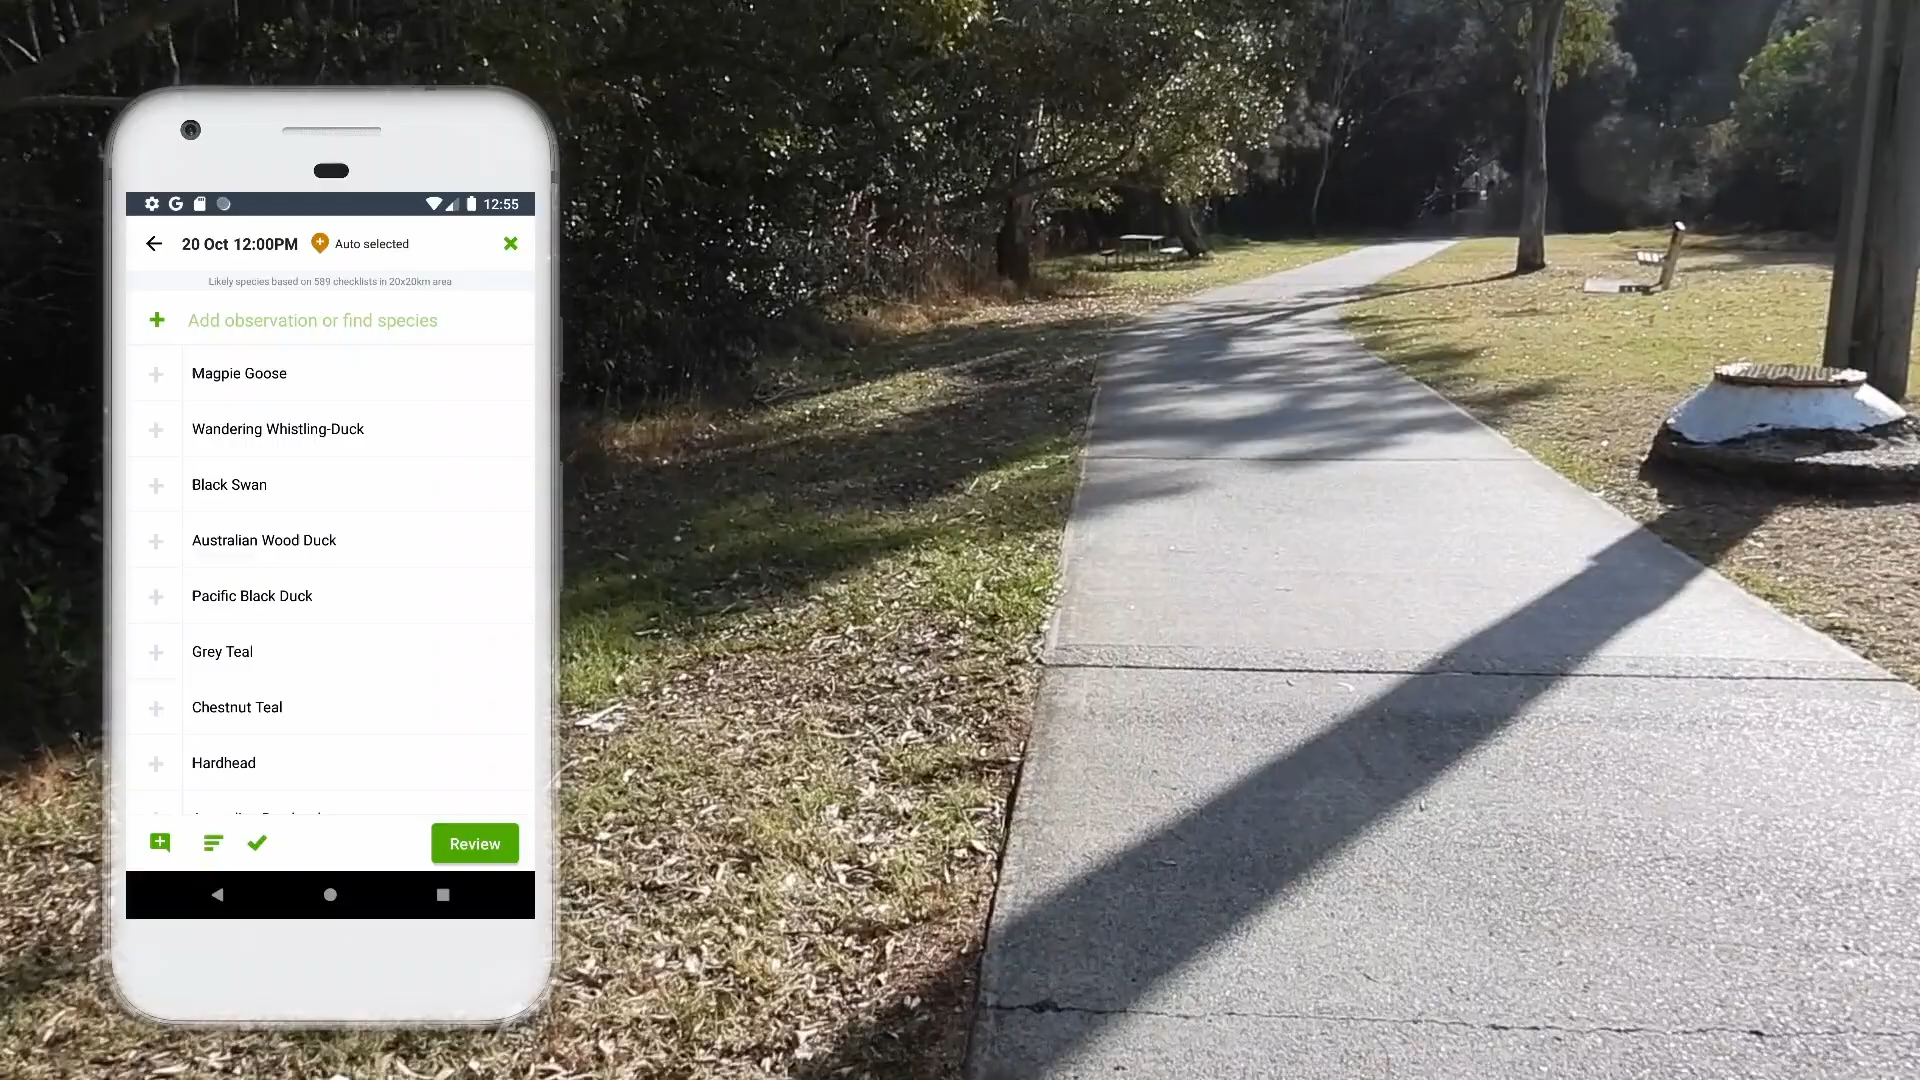 12:55
20 Oct 12:00PM
Auto selected
Likely species based on 589 checklists in 20x20km area
Add observation or find species
Magpie Goose
Wandering Whistling-Duck
Black Swan
Australian Wood Duck
Pacific Black Duck
Grey Teal
Chestnut Teal
Hardhead
Review